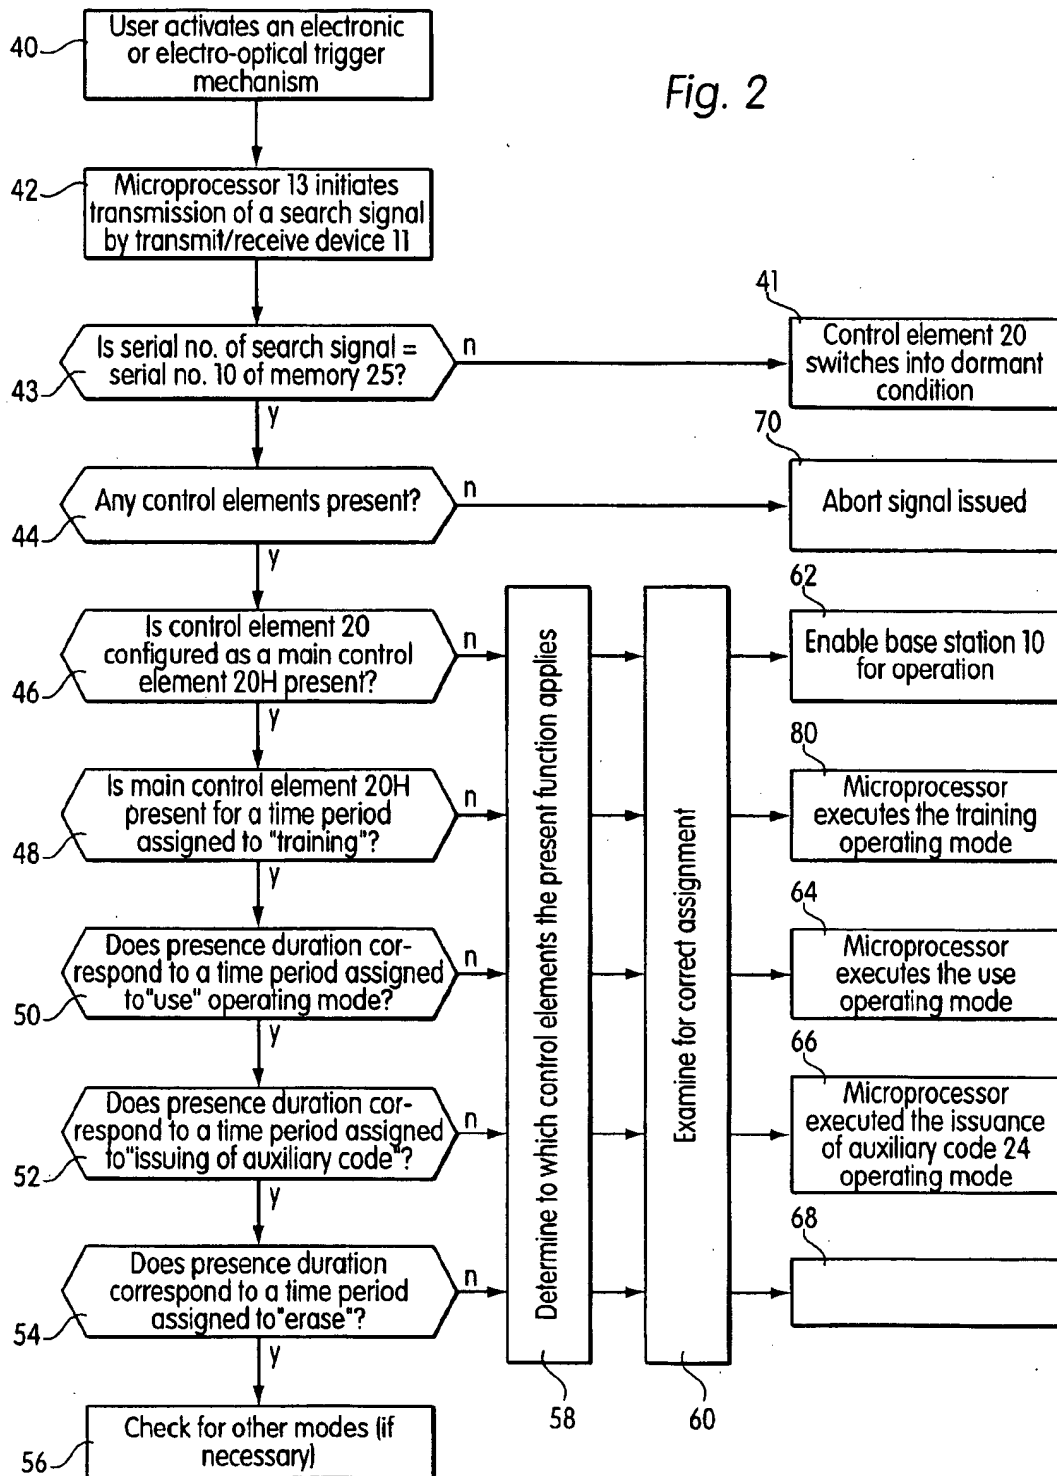 Fig. 2
40
User activates an electronic
or electro-optical trigger
mechanism
42
Microprocessor 13 initiates
transmission of a search signal
by transmit/receive device 11
43
Is serial no. of search signal =
serial no. 10 of memory 25?
n
y
41
Control element 20
switches into dormant
condition
44
Any control elements present?
n
y
70
Abort signal issued
46
Is control element 20
configured as a main control
element 20H present?
n
y
62
Enable base station 10
for operation
48
Is main control element 20H
present for a time period
assigned to "training"?
n
y
80
Microprocessor
executes the training
operating mode
50
Does presence duration cor-
respond to a time period assigned
to"use" operating mode?
n
y
64
Microprocessor
executes the use
operating mode
52
Does presence duration cor-
respond to a time period assigned
to"issuing of auxiliary code"?
n
y
66
Microprocessor
executed the issuance
of auxiliary code 24
operating mode
54
Does presence duration
correspond to a time period
assigned to"erase"?
n
y
68
56
Check for other modes (if
necessary)
Determine to which control elements the present function applies
58
Examine for correct assignment
60